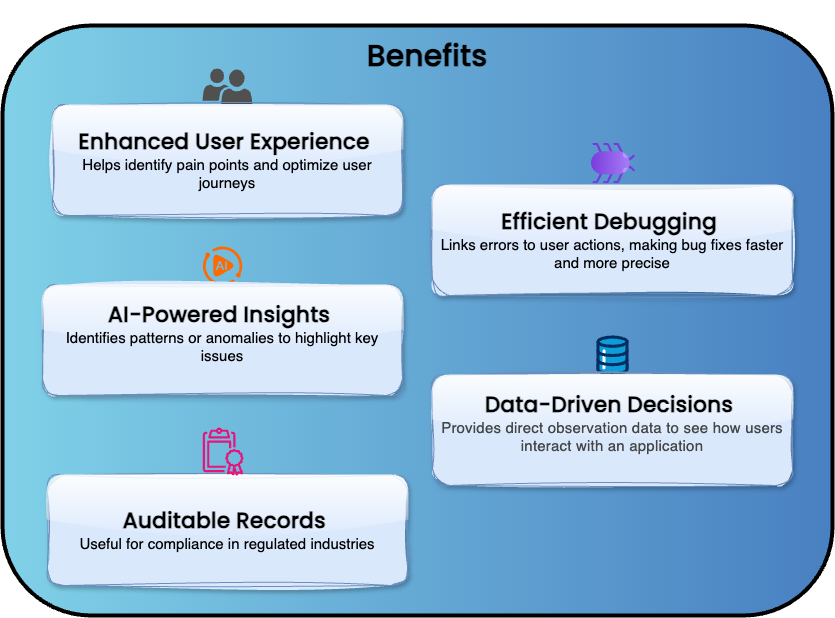 Benefits
Enhanced User Experience
Helps identify pain points and optimize user
journeys
Efficient Debugging
Links errors to user actions, making bug fixes faster
and more precise
AI
AI-Powered Insights
Identifies patterns or anomalies to highlight key
issues
Data-Driven Decisions
Provides direct observation data to see how users
interact with an application
Auditable Records
Useful for compliance in regulated industries